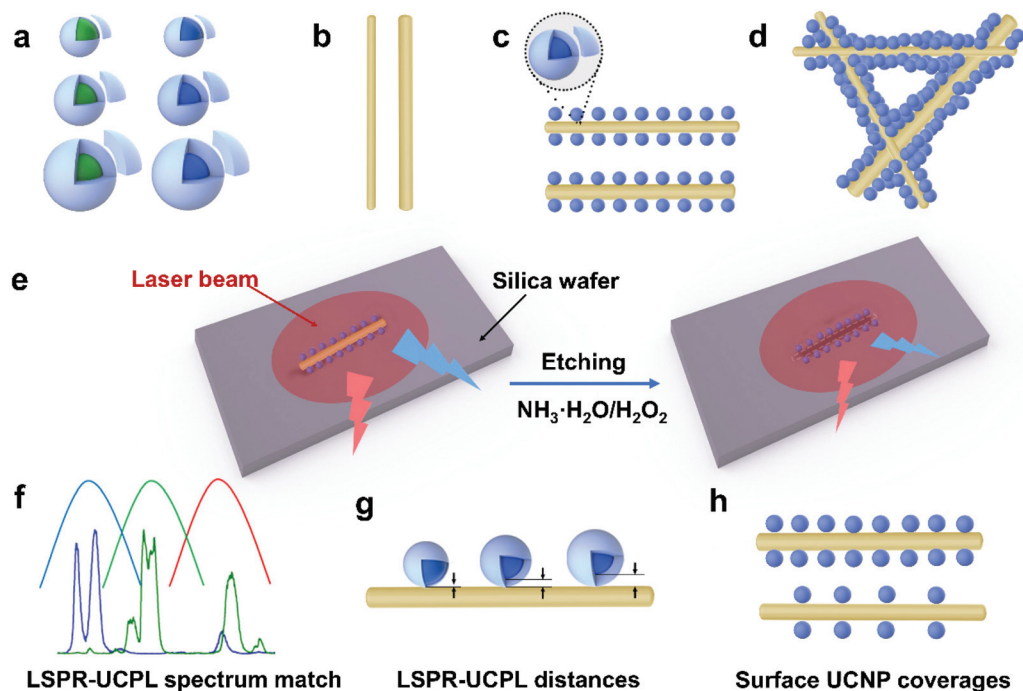 a
b
c
d
e
Laser beam
Silica wafer
Etching
NH₃·H₂O/H₂O₂
f
LSPR-UCPL spectrum match
g
LSPR-UCPL distances
h
Surface UCNP coverages